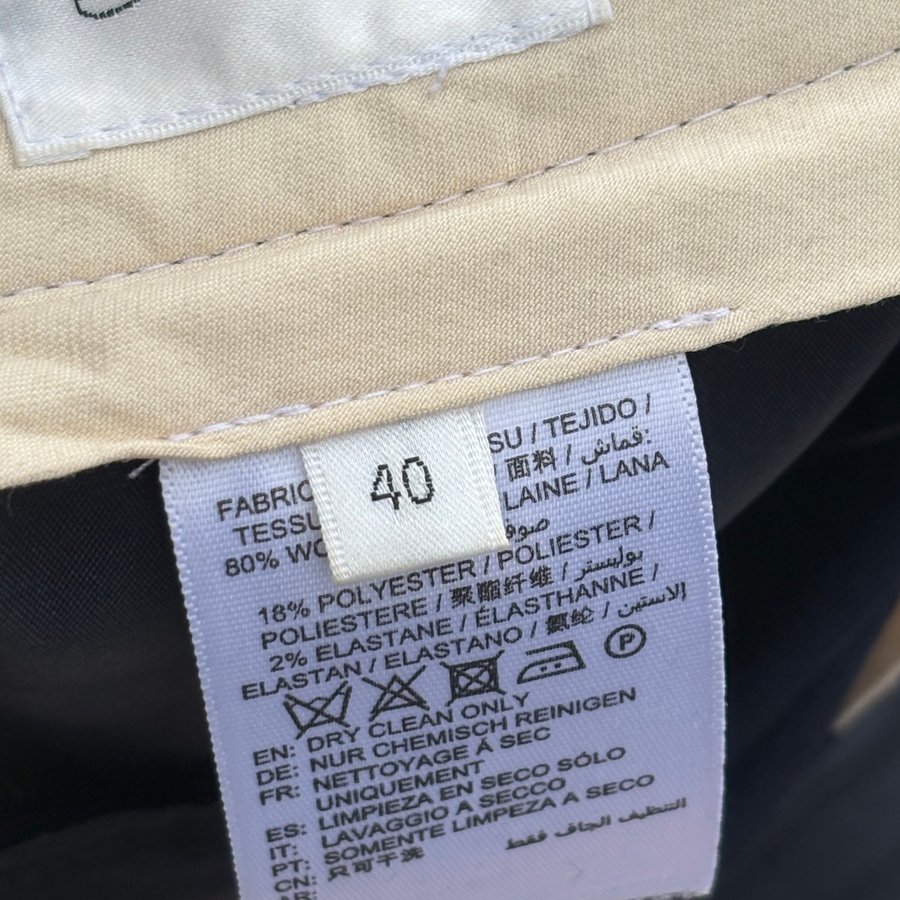 40
SU / TEJIDO /
/ 面料 / قماش:
TESSU LAINE / LANA
80% صوف
18% POLYESTER / POLIESTER /
POLIESTERE / 聚酯纤维 / بوليستر
2% ELASTANE / ÉLASTHANNE /
ELASTAN / ELASTANO / 氨纶 / إلاستين
P
EN: DRY CLEAN ONLY
DE: NUR CHEMISCH REINIGEN
FR: NETTOYAGE À SEC
UNIQUEMENT
ES: LIMPIEZA EN SECO SÓLO
IT: LAVAGGIO A SECCO
PT: SOMENTE LIMPEZA A SECO
CN: 只可干洗
AR: التنظيف الجاف فقط